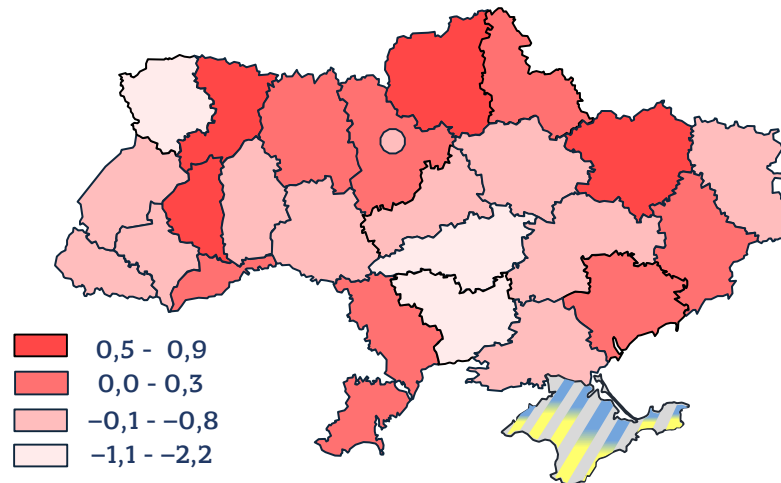 0,5 - 0,9
0,0 - 0,3
–0,1 - –0,8
–1,1 - –2,2